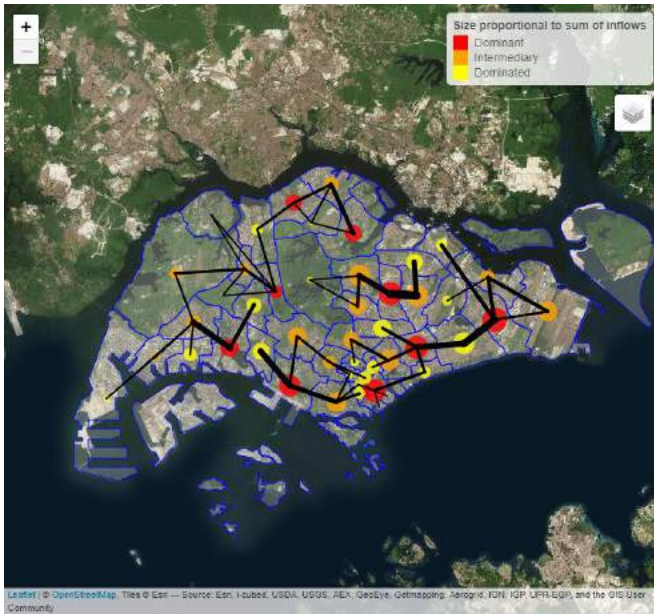 +
−
Size proportional to sum of inflows
Dominant
Intermediary
Dominated
Leaflet | © OpenStreetMap, Tiles © Esri — Source: Esri, i-cubed, USDA, USGS, AEX, GeoEye, Getmapping, Aerogrid, IGN, IGP, UPR-EGP, and the GIS User
Community